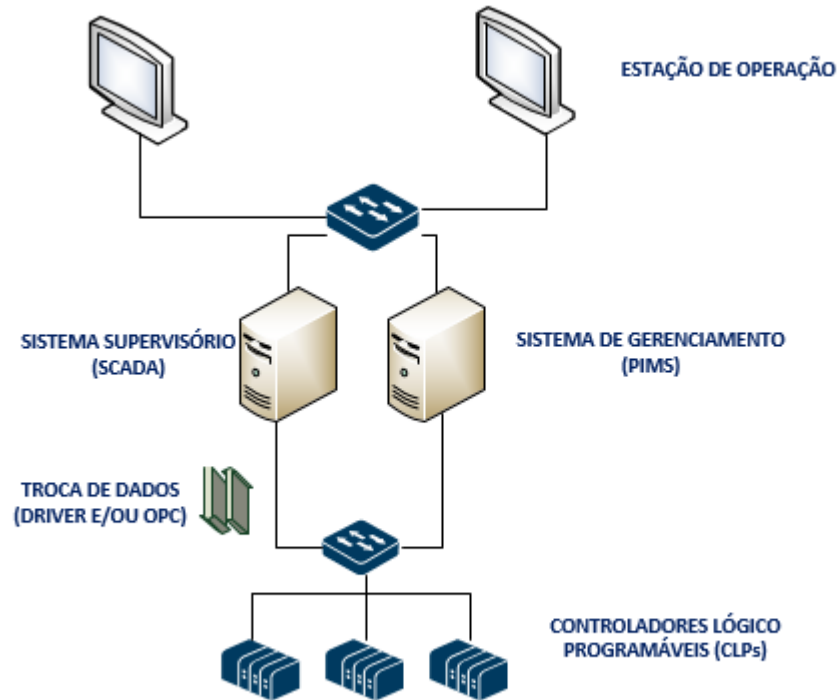 ESTAÇÃO DE OPERAÇÃO
SISTEMA SUPERVISÓRIO
(SCADA)
SISTEMA DE GERENCIAMENTO
(PIMS)
TROCA DE DADOS
(DRIVER E/OU OPC)
CONTROLADORES LÓGICO
PROGRAMÁVEIS (CLPs)